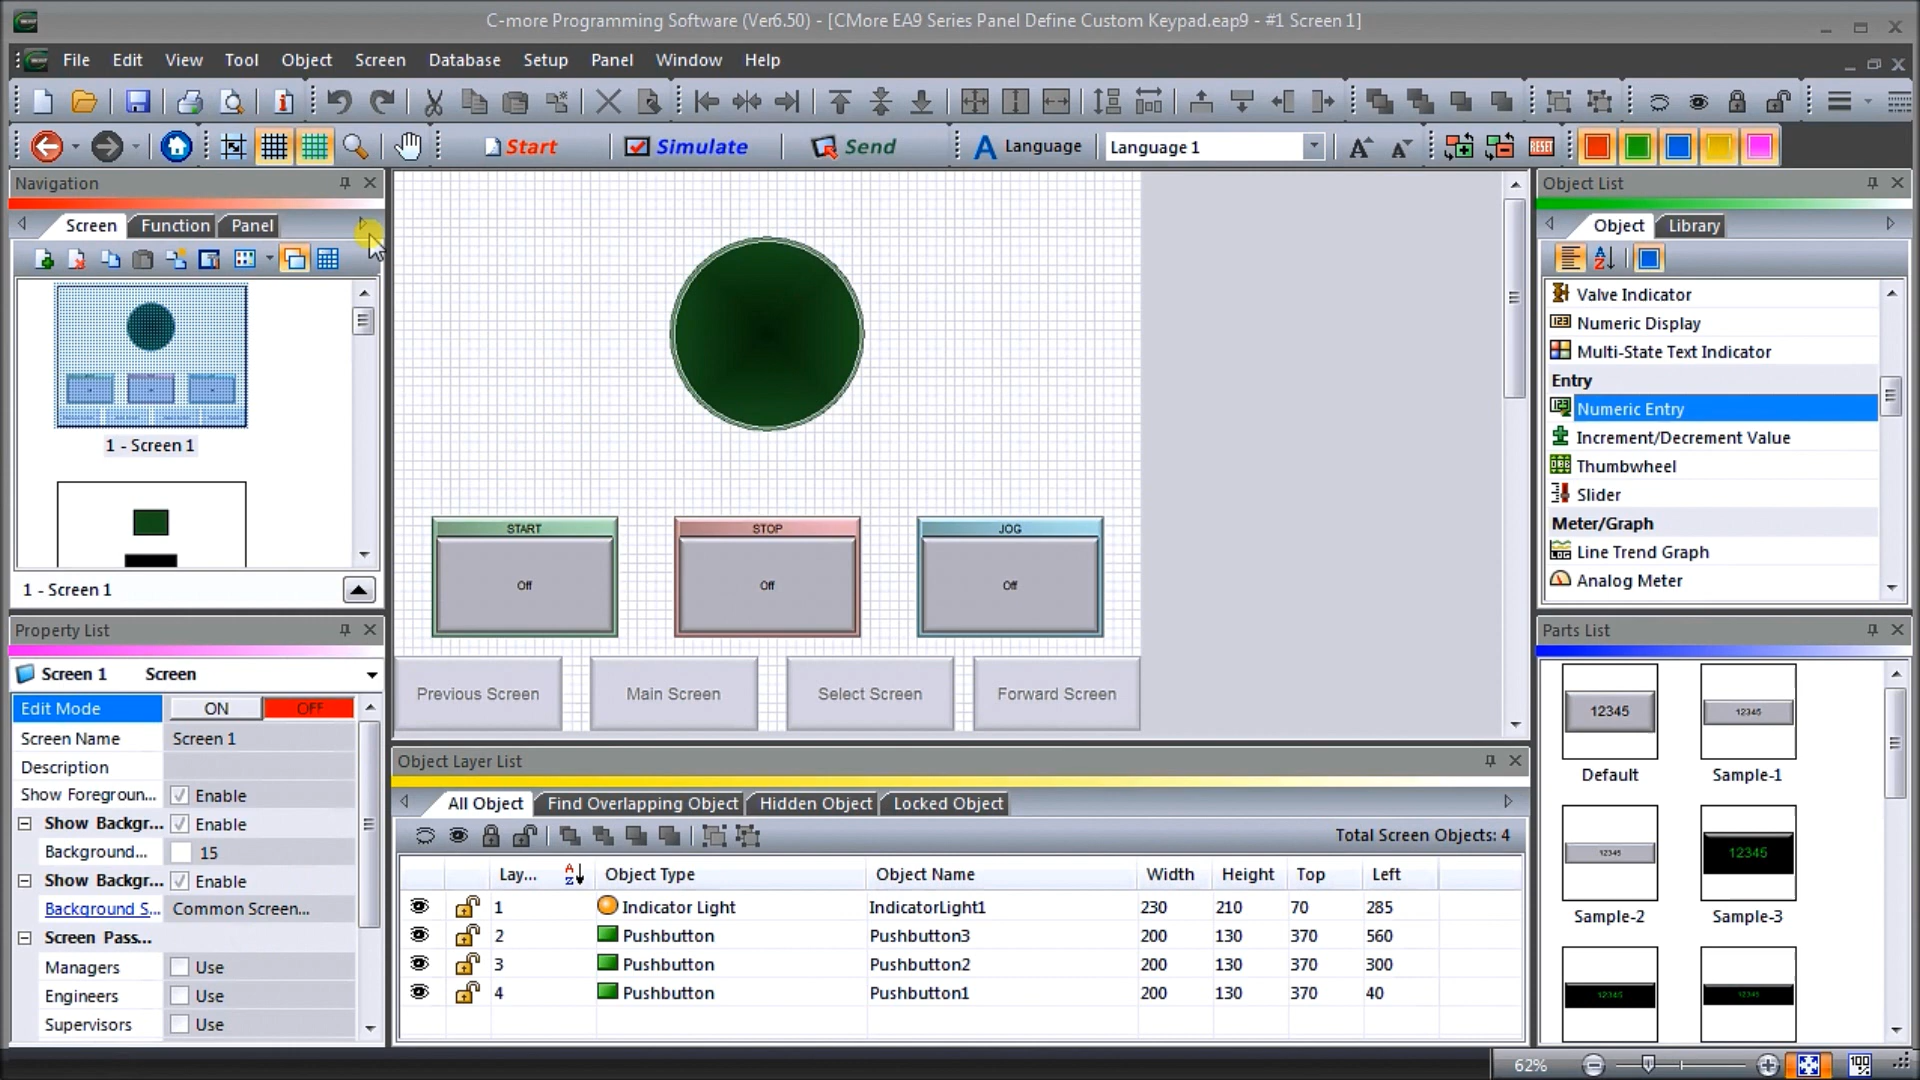 C-more Programming Software (Ver6.50) - [CMore EA9 Series Panel Define Custom Keypad.eap9 - #1 Screen 1]
File Edit View Tool Object Screen Database Setup Panel Window Help
Start Simulate Send A Language Language 1 A A RESET
Navigation
Screen Function Panel
1 - Screen 1
1 - Screen 1
Property List
Screen 1 Screen
Edit Mode ON OFF
Screen Name Screen 1
Description
Show Foregroun... Enable
Show Backgr... Enable
Background... 15
Show Backgr... Enable
Background S... Common Screen...
Screen Pass...
Managers Use
Engineers Use
Supervisors Use
START STOP JOG
Off Off Off
Previous Screen Main Screen Select Screen Forward Screen
Object Layer List
All Object Find Overlapping Object Hidden Object Locked Object
Total Screen Objects: 4
Lay... Object Type Object Name Width Height Top Left
1 Indicator Light IndicatorLight1 230 210 70 285
2 Pushbutton Pushbutton3 200 130 370 560
3 Pushbutton Pushbutton2 200 130 370 300
4 Pushbutton Pushbutton1 200 130 370 40
Object List
Object Library
Valve Indicator
Numeric Display
Multi-State Text Indicator
Entry
Numeric Entry
Increment/Decrement Value
Thumbwheel
Slider
Meter/Graph
Line Trend Graph
Analog Meter
Parts List
12345 12345
Default Sample-1
12345 12345
Sample-2 Sample-3
12345 12345
62%